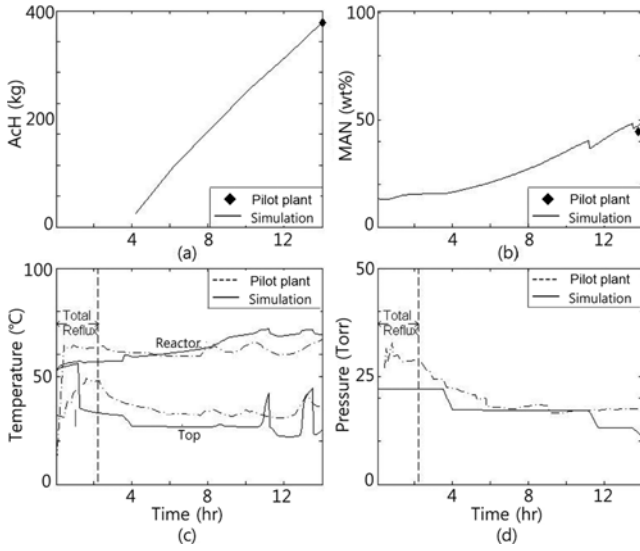 400
AcH (kg)
200
0
4
8
12
◆ Pilot plant
Simulation
(a)
100
MAN (wt%)
50
0
4
8
12
◆ Pilot plant
Simulation
(b)
100
Temperature (℃)
50
0
Total
Reflux
Pilot plant
Simulation
Reactor
Top
4
8
12
Time (hr)
(c)
50
Pressure (Torr)
25
0
Total
Reflux
Pilot plant
Simulation
4
8
12
Time (hr)
(d)